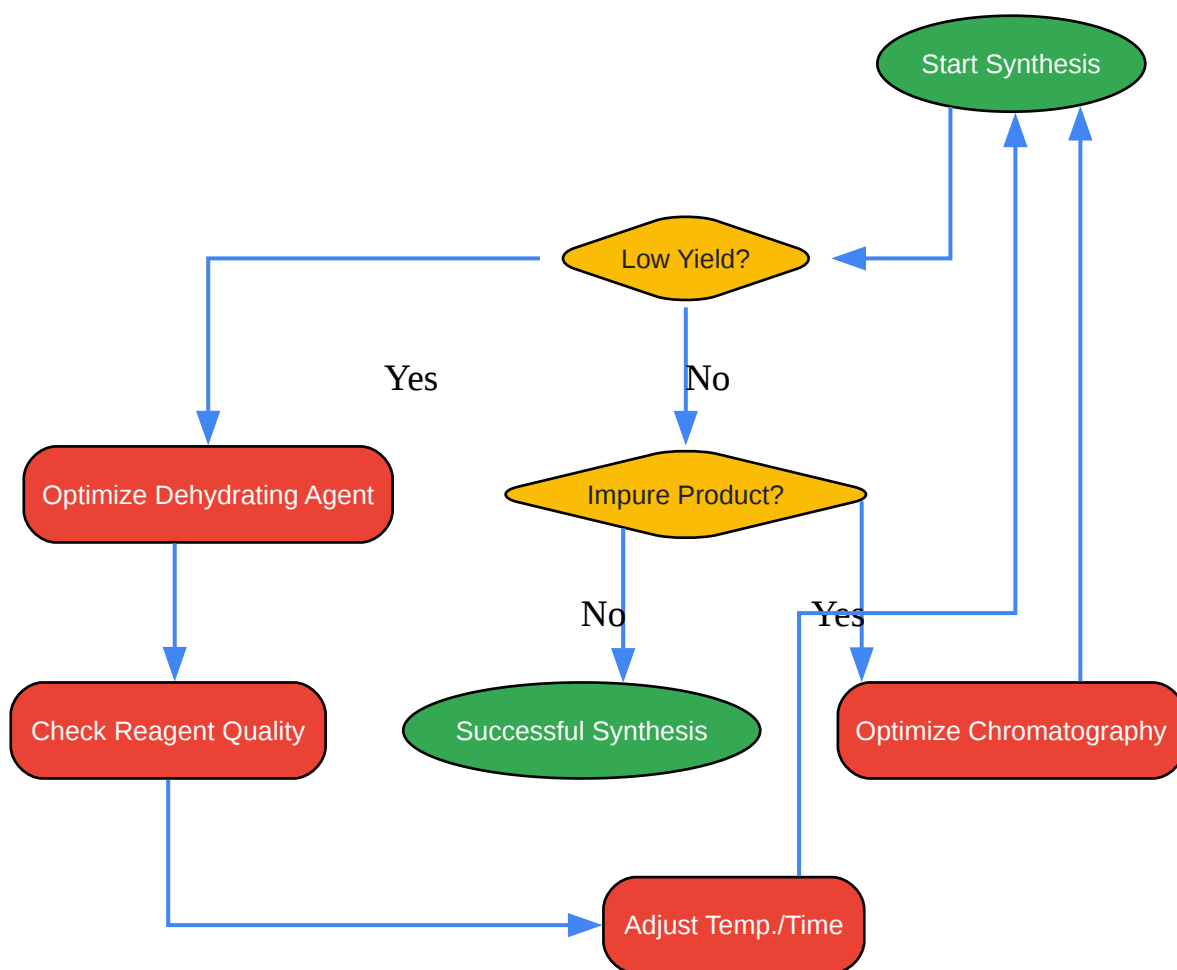 Start Synthesis
Low Yield?
Yes
No
Optimize Dehydrating Agent
Impure Product?
No
Yes
Check Reagent Quality
Successful Synthesis
Optimize Chromatography
Adjust Temp./Time